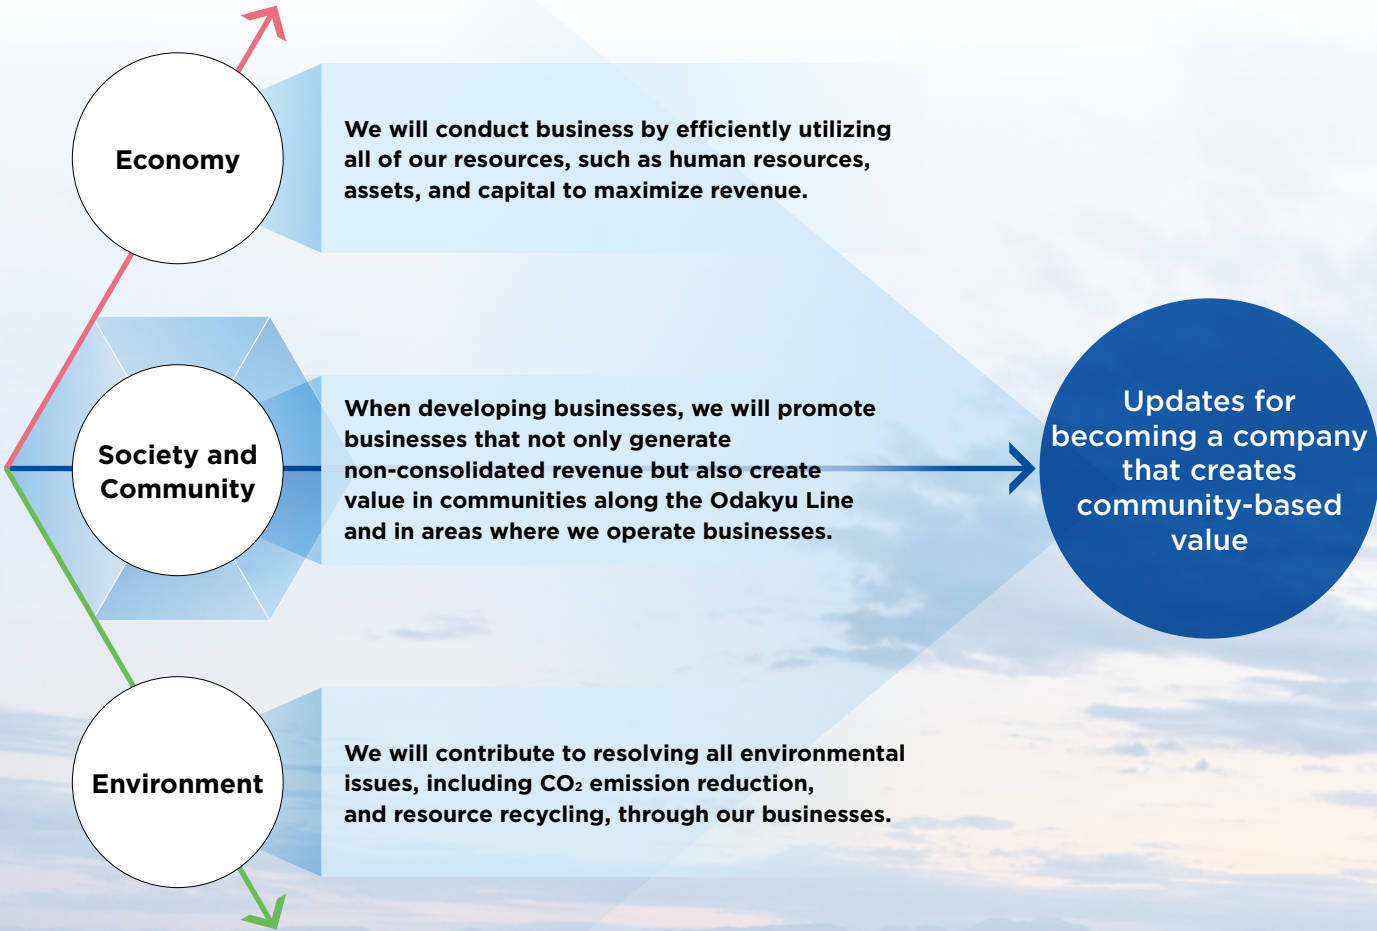 Economy
We will conduct business by efficiently utilizing
all of our resources, such as human resources,
assets, and capital to maximize revenue.
Society and
Community
When developing businesses, we will promote
businesses that not only generate
non-consolidated revenue but also create
value in communities along the Odakyu Line
and in areas where we operate businesses.
Updates for
becoming a company
that creates
community-based
value
Environment
We will contribute to resolving all environmental
issues, including CO₂ emission reduction,
and resource recycling, through our businesses.